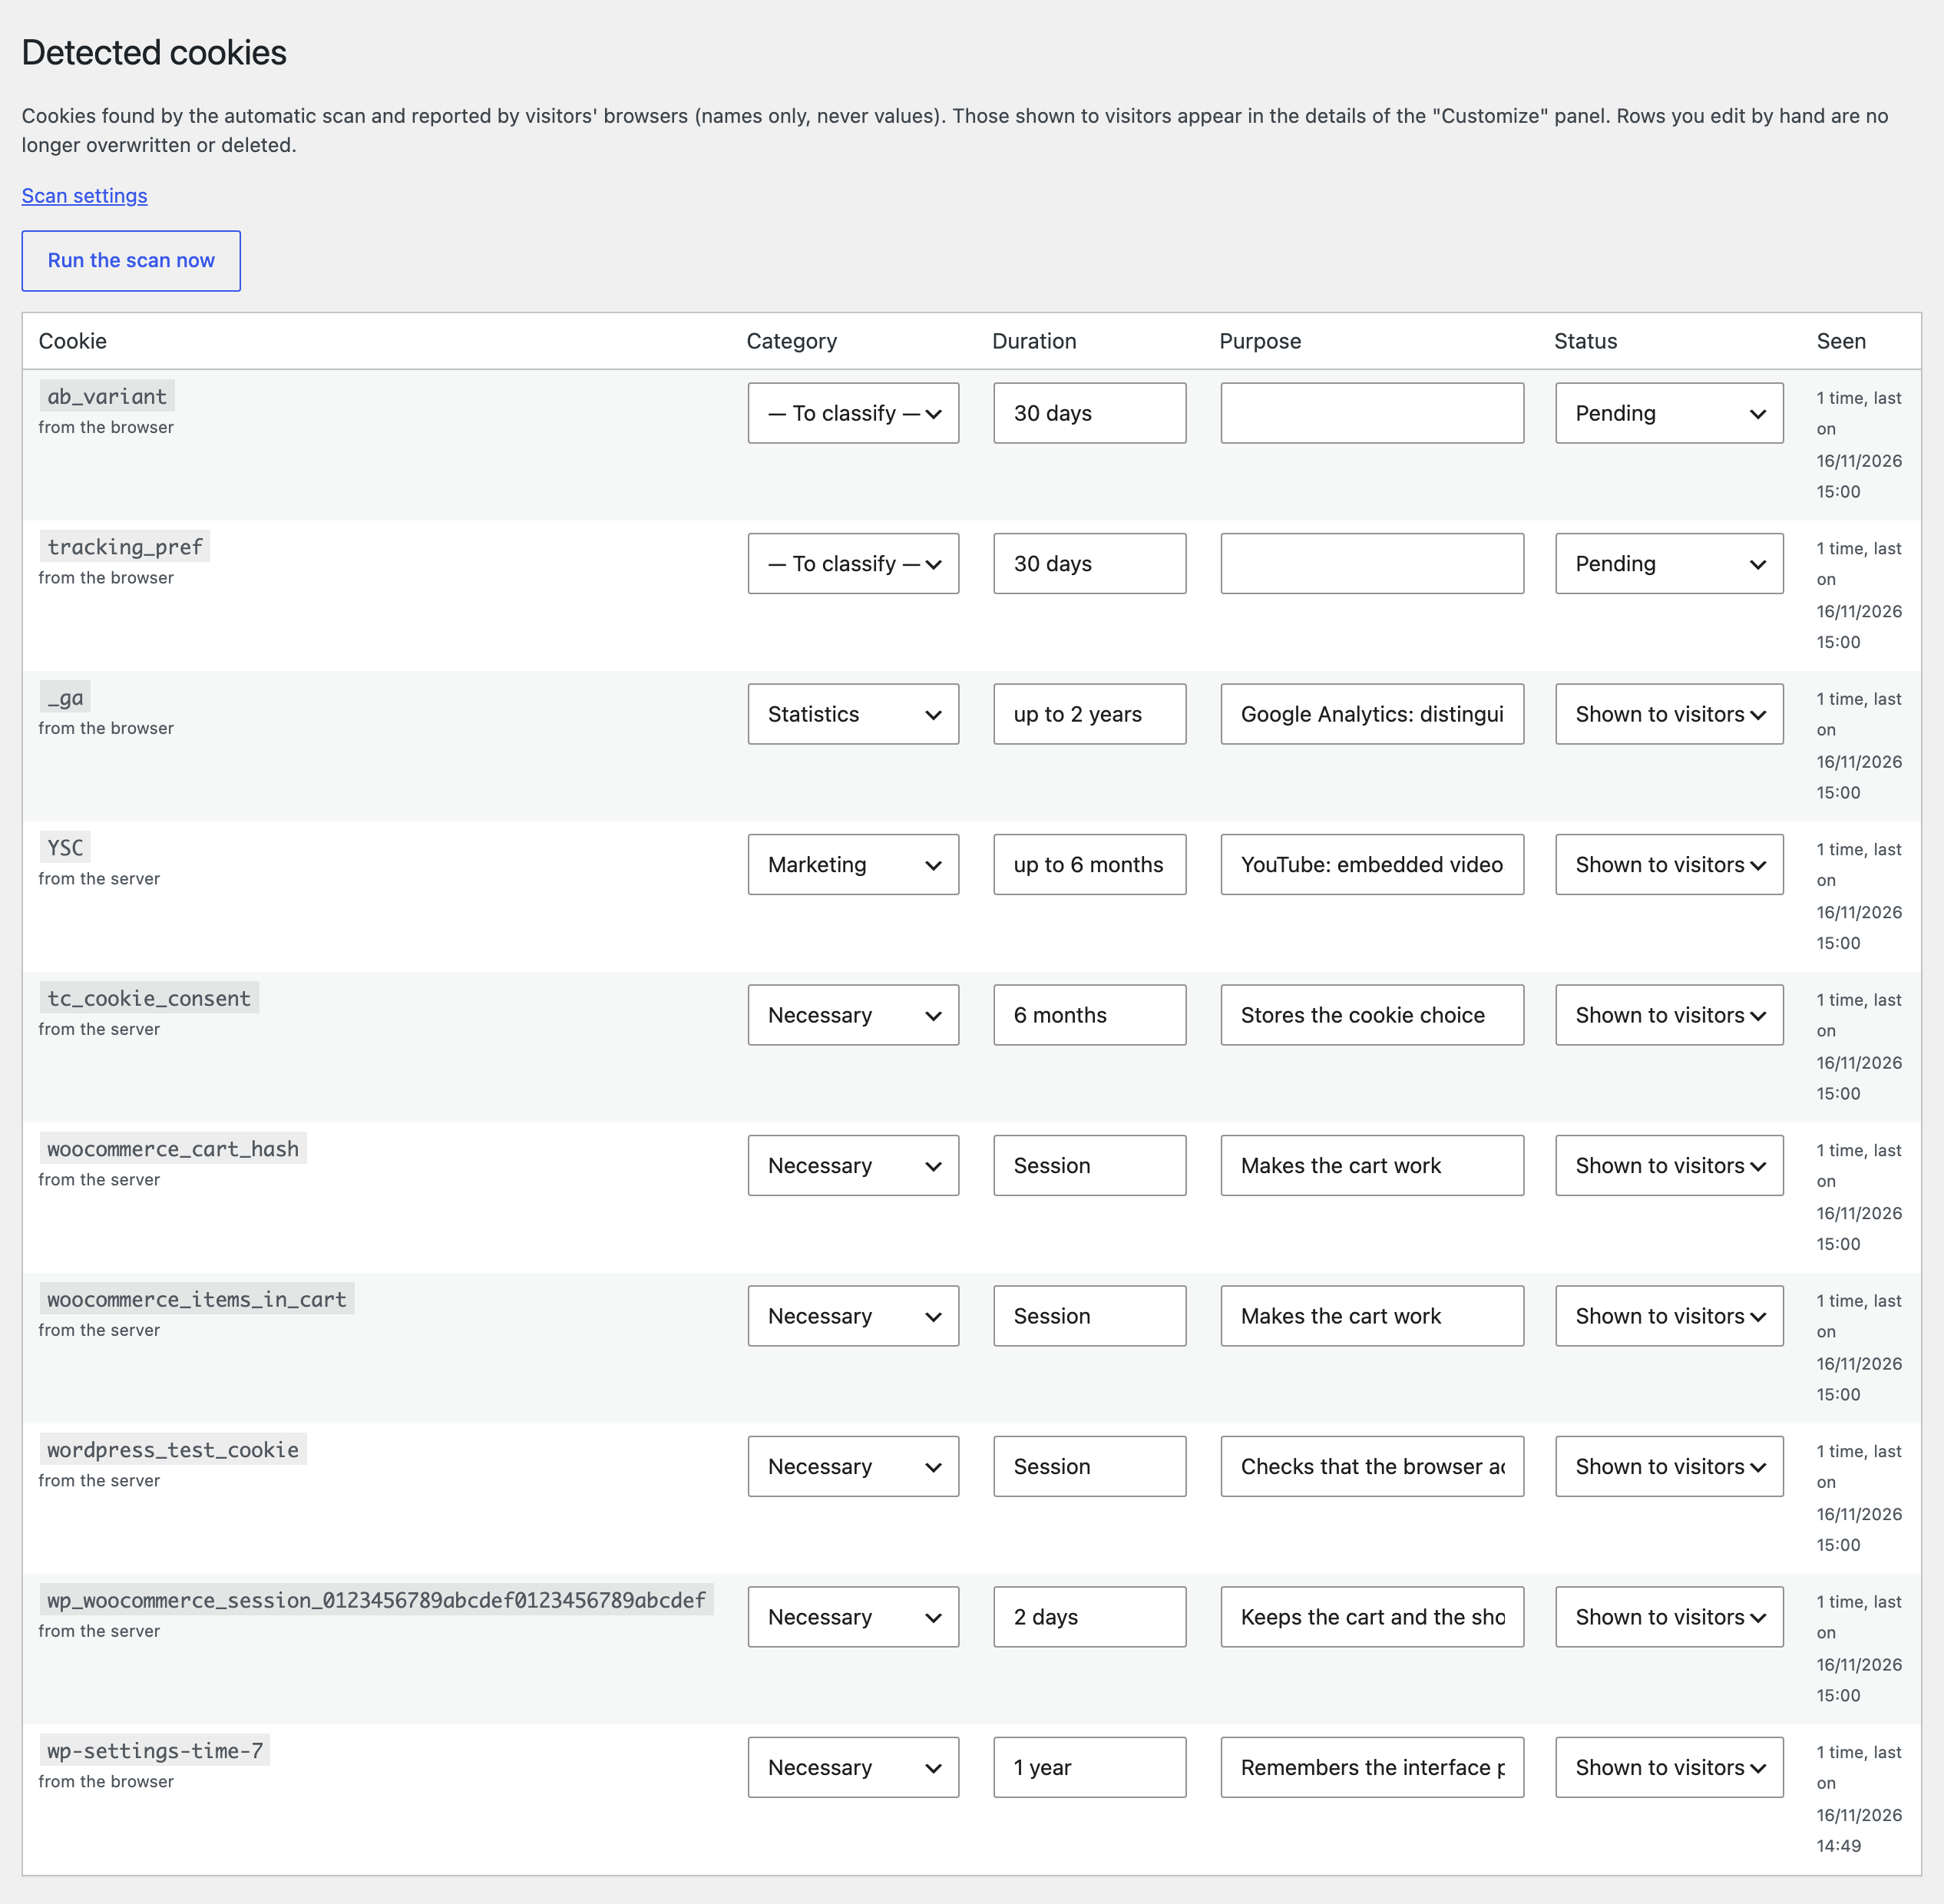 Detected cookies
Cookies found by the automatic scan and reported by visitors' browsers (names only, never values). Those shown to visitors appear in the details of the "Customize" panel. Rows you edit by hand are no
longer overwritten or deleted.
Scan settings
Run the scan now
Cookie Category Duration Purpose Status Seen
ab_variant — To classify — 30 days Pending 1 time, last
from the browser on
16/11/2026
15:00
tracking_pref — To classify — 30 days Pending 1 time, last
from the browser on
16/11/2026
15:00
_ga Statistics up to 2 years Google Analytics: distingui Shown to visitors 1 time, last
from the browser on
16/11/2026
15:00
YSC Marketing up to 6 months YouTube: embedded video Shown to visitors 1 time, last
from the server on
16/11/2026
15:00
tc_cookie_consent Necessary 6 months Stores the cookie choice Shown to visitors 1 time, last
from the server on
16/11/2026
15:00
woocommerce_cart_hash Necessary Session Makes the cart work Shown to visitors 1 time, last
from the server on
16/11/2026
15:00
woocommerce_items_in_cart Necessary Session Makes the cart work Shown to visitors 1 time, last
from the server on
16/11/2026
15:00
wordpress_test_cookie Necessary Session Checks that the browser ac Shown to visitors 1 time, last
from the server on
16/11/2026
15:00
wp_woocommerce_session_0123456789abcdef0123456789abcdef Necessary 2 days Keeps the cart and the sho Shown to visitors 1 time, last
from the server on
16/11/2026
15:00
wp-settings-time-7 Necessary 1 year Remembers the interface p Shown to visitors 1 time, last
from the browser on
16/11/2026
14:49